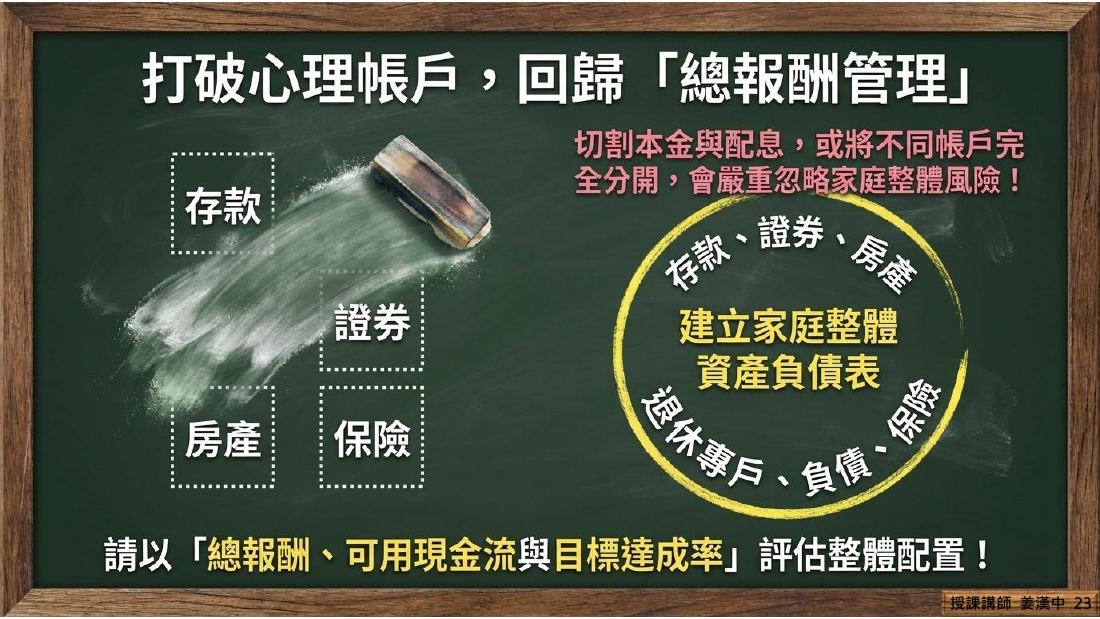 打破心理帳戶，回歸「總報酬管理」
切割本金與配息，或將不同帳戶完
全分開，會嚴重忽略家庭整體風險！
存款
證券
房產
保險
存款、證券、房產
建立家庭整體
資產負債表
退休專戶、負債、保險
請以「總報酬、可用現金流與目標達成率」評估整體配置！
授課講師 姜漢中 23